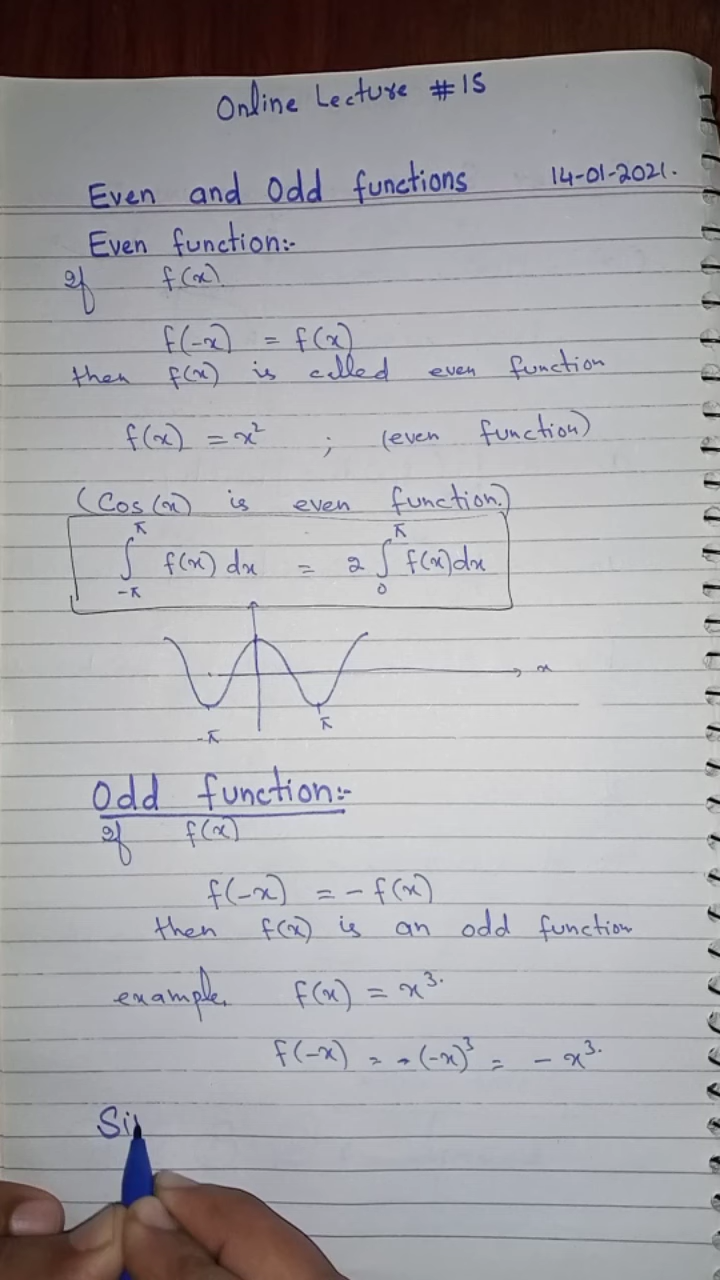 Online Lecture #15
Even and Odd functions 14-01-2021.
Even function:-
If f(x)
f(-x) = f(x)
then f(x) is called even function
f(x) = x² ; (even function)
(Cos(x) is even function.)
∫_{-π}^{π} f(x) dx = 2 ∫_{0}^{π} f(x) dx
x
-π π
Odd function:-
If f(x)
f(-x) = -f(x)
then f(x) is an odd function
example. f(x) = x³.
f(-x) = -(-x)³ = -x³.
Si